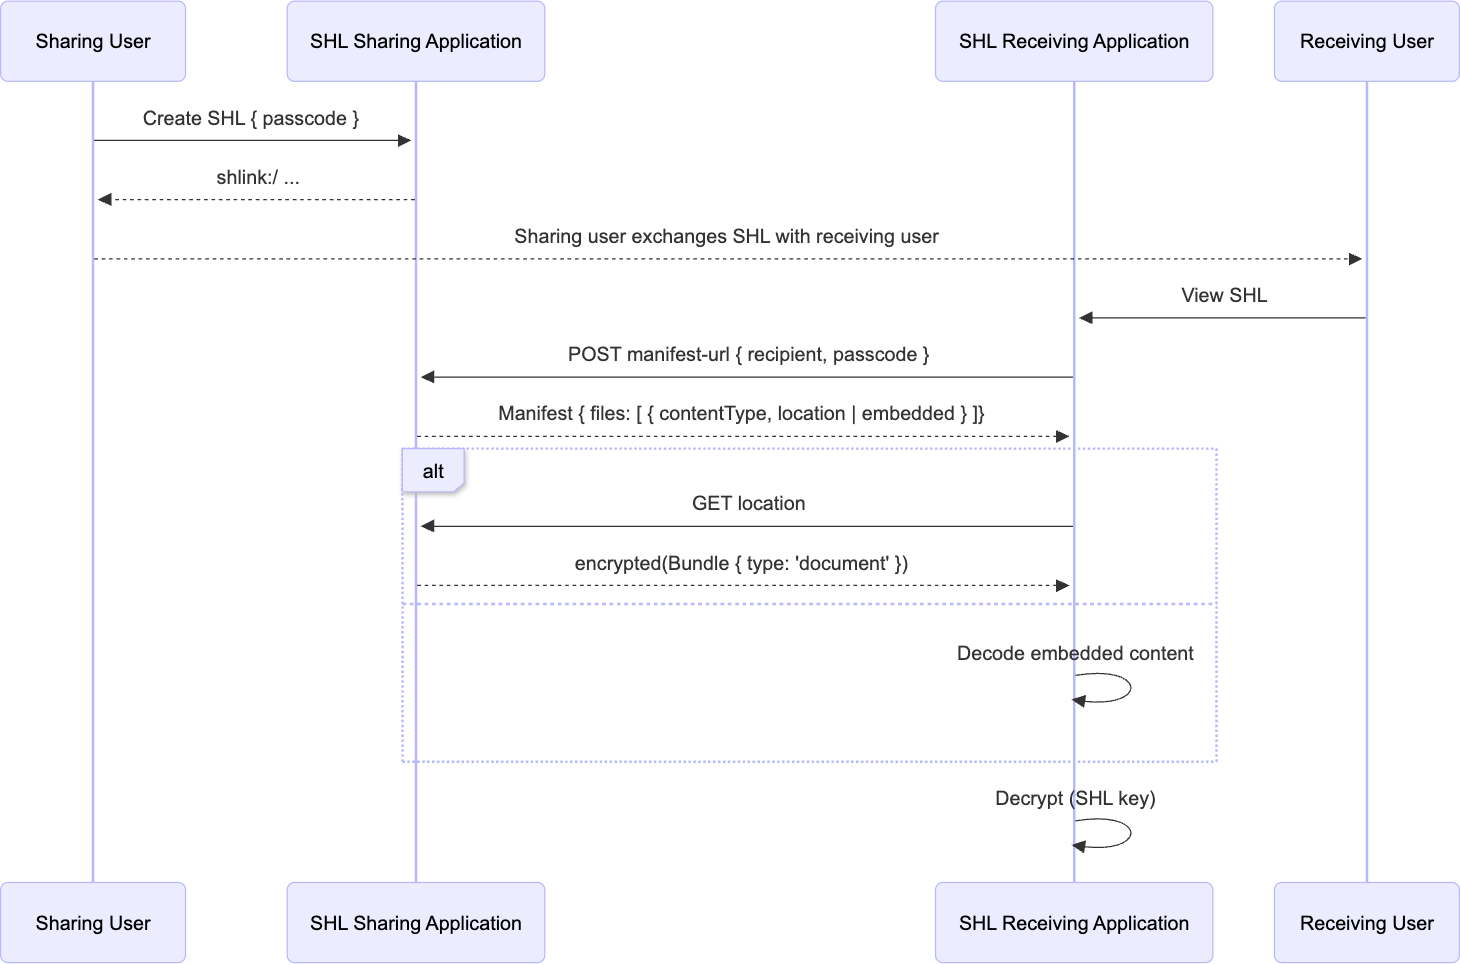 Sharing User
SHL Sharing Application
SHL Receiving Application
Receiving User
Create SHL { passcode }
shlink:/ ...
Sharing user exchanges SHL with receiving user
View SHL
POST manifest-url { recipient, passcode }
Manifest { files: [ { contentType, location | embedded } ]}
alt
GET location
encrypted(Bundle { type: 'document' })
Decode embedded content
Decrypt (SHL key)
Sharing User
SHL Sharing Application
SHL Receiving Application
Receiving User